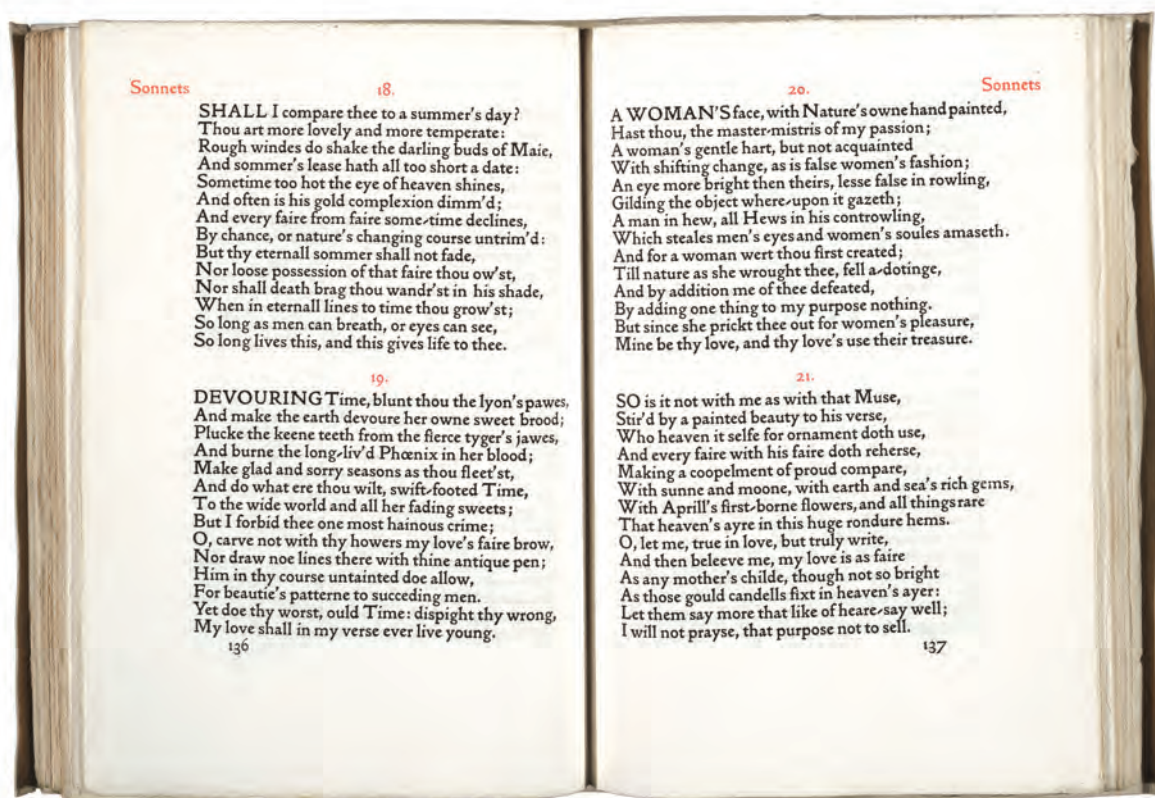 Sonnets
18.
SHALL I compare thee to a summer's day?
Thou art more lovely and more temperate:
Rough windes do shake the darling buds of Maie,
And sommer's lease hath all too short a date:
Sometime too hot the eye of heaven shines,
And often is his gold complexion dimm'd;
And every faire from faire some-time declines,
By chance, or nature's changing course untrim'd:
But thy eternall sommer shall not fade,
Nor loose possession of that faire thou ow'st,
Nor shall death brag thou wandr'st in his shade,
When in eternall lines to time thou grow'st;
So long as men can breath, or eyes can see,
So long lives this, and this gives life to thee.
19.
DEVOURING Time, blunt thou the lyon's pawes,
And make the earth devoure her owne sweet brood;
Plucke the keene teeth from the fierce tyger's jawes,
And burne the long-liv'd Phœnix in her blood;
Make glad and sorry seasons as thou fleet'st,
And do what ere thou wilt, swift-footed Time,
To the wide world and all her fading sweets;
But I forbid thee one most hainous crime;
O, carve not with thy howers my love's faire brow,
Nor draw noe lines there with thine antique pen;
Him in thy course untainted doe allow,
For beautie's patterne to succeding men.
Yet doe thy worst, ould Time: dispight thy wrong,
My love shall in my verse ever live young.
136
Sonnets
20.
A WOMAN'S face, with Nature's owne hand painted,
Hast thou, the master-mistris of my passion;
A woman's gentle hart, but not acquainted
With shifting change, as is false women's fashion;
An eye more bright then theirs, lesse false in rowling,
Gilding the object where-upon it gazeth;
A man in hew, all Hews in his controwling,
Which steales men's eyes and women's soules amaseth.
And for a woman wert thou first created;
Till nature as she wrought thee, fell a-dotinge,
And by addition me of thee defeated,
By adding one thing to my purpose nothing.
But since she prickt thee out for women's pleasure,
Mine be thy love, and thy love's use their treasure.
21.
SO is it not with me as with that Muse,
Stir'd by a painted beauty to his verse,
Who heaven it selfe for ornament doth use,
And every faire with his faire doth reherse,
Making a coopelment of proud compare,
With sunne and moone, with earth and sea's rich gems,
With Aprill's first-borne flowers, and all things rare
That heaven's ayre in this huge rondure hems.
O, let me, true in love, but truly write,
And then beleeve me, my love is as faire
As any mother's childe, though not so bright
As those gould candells fixt in heaven's ayer:
Let them say more that like of heare-say well;
I will not prayse, that purpose not to sell.
137